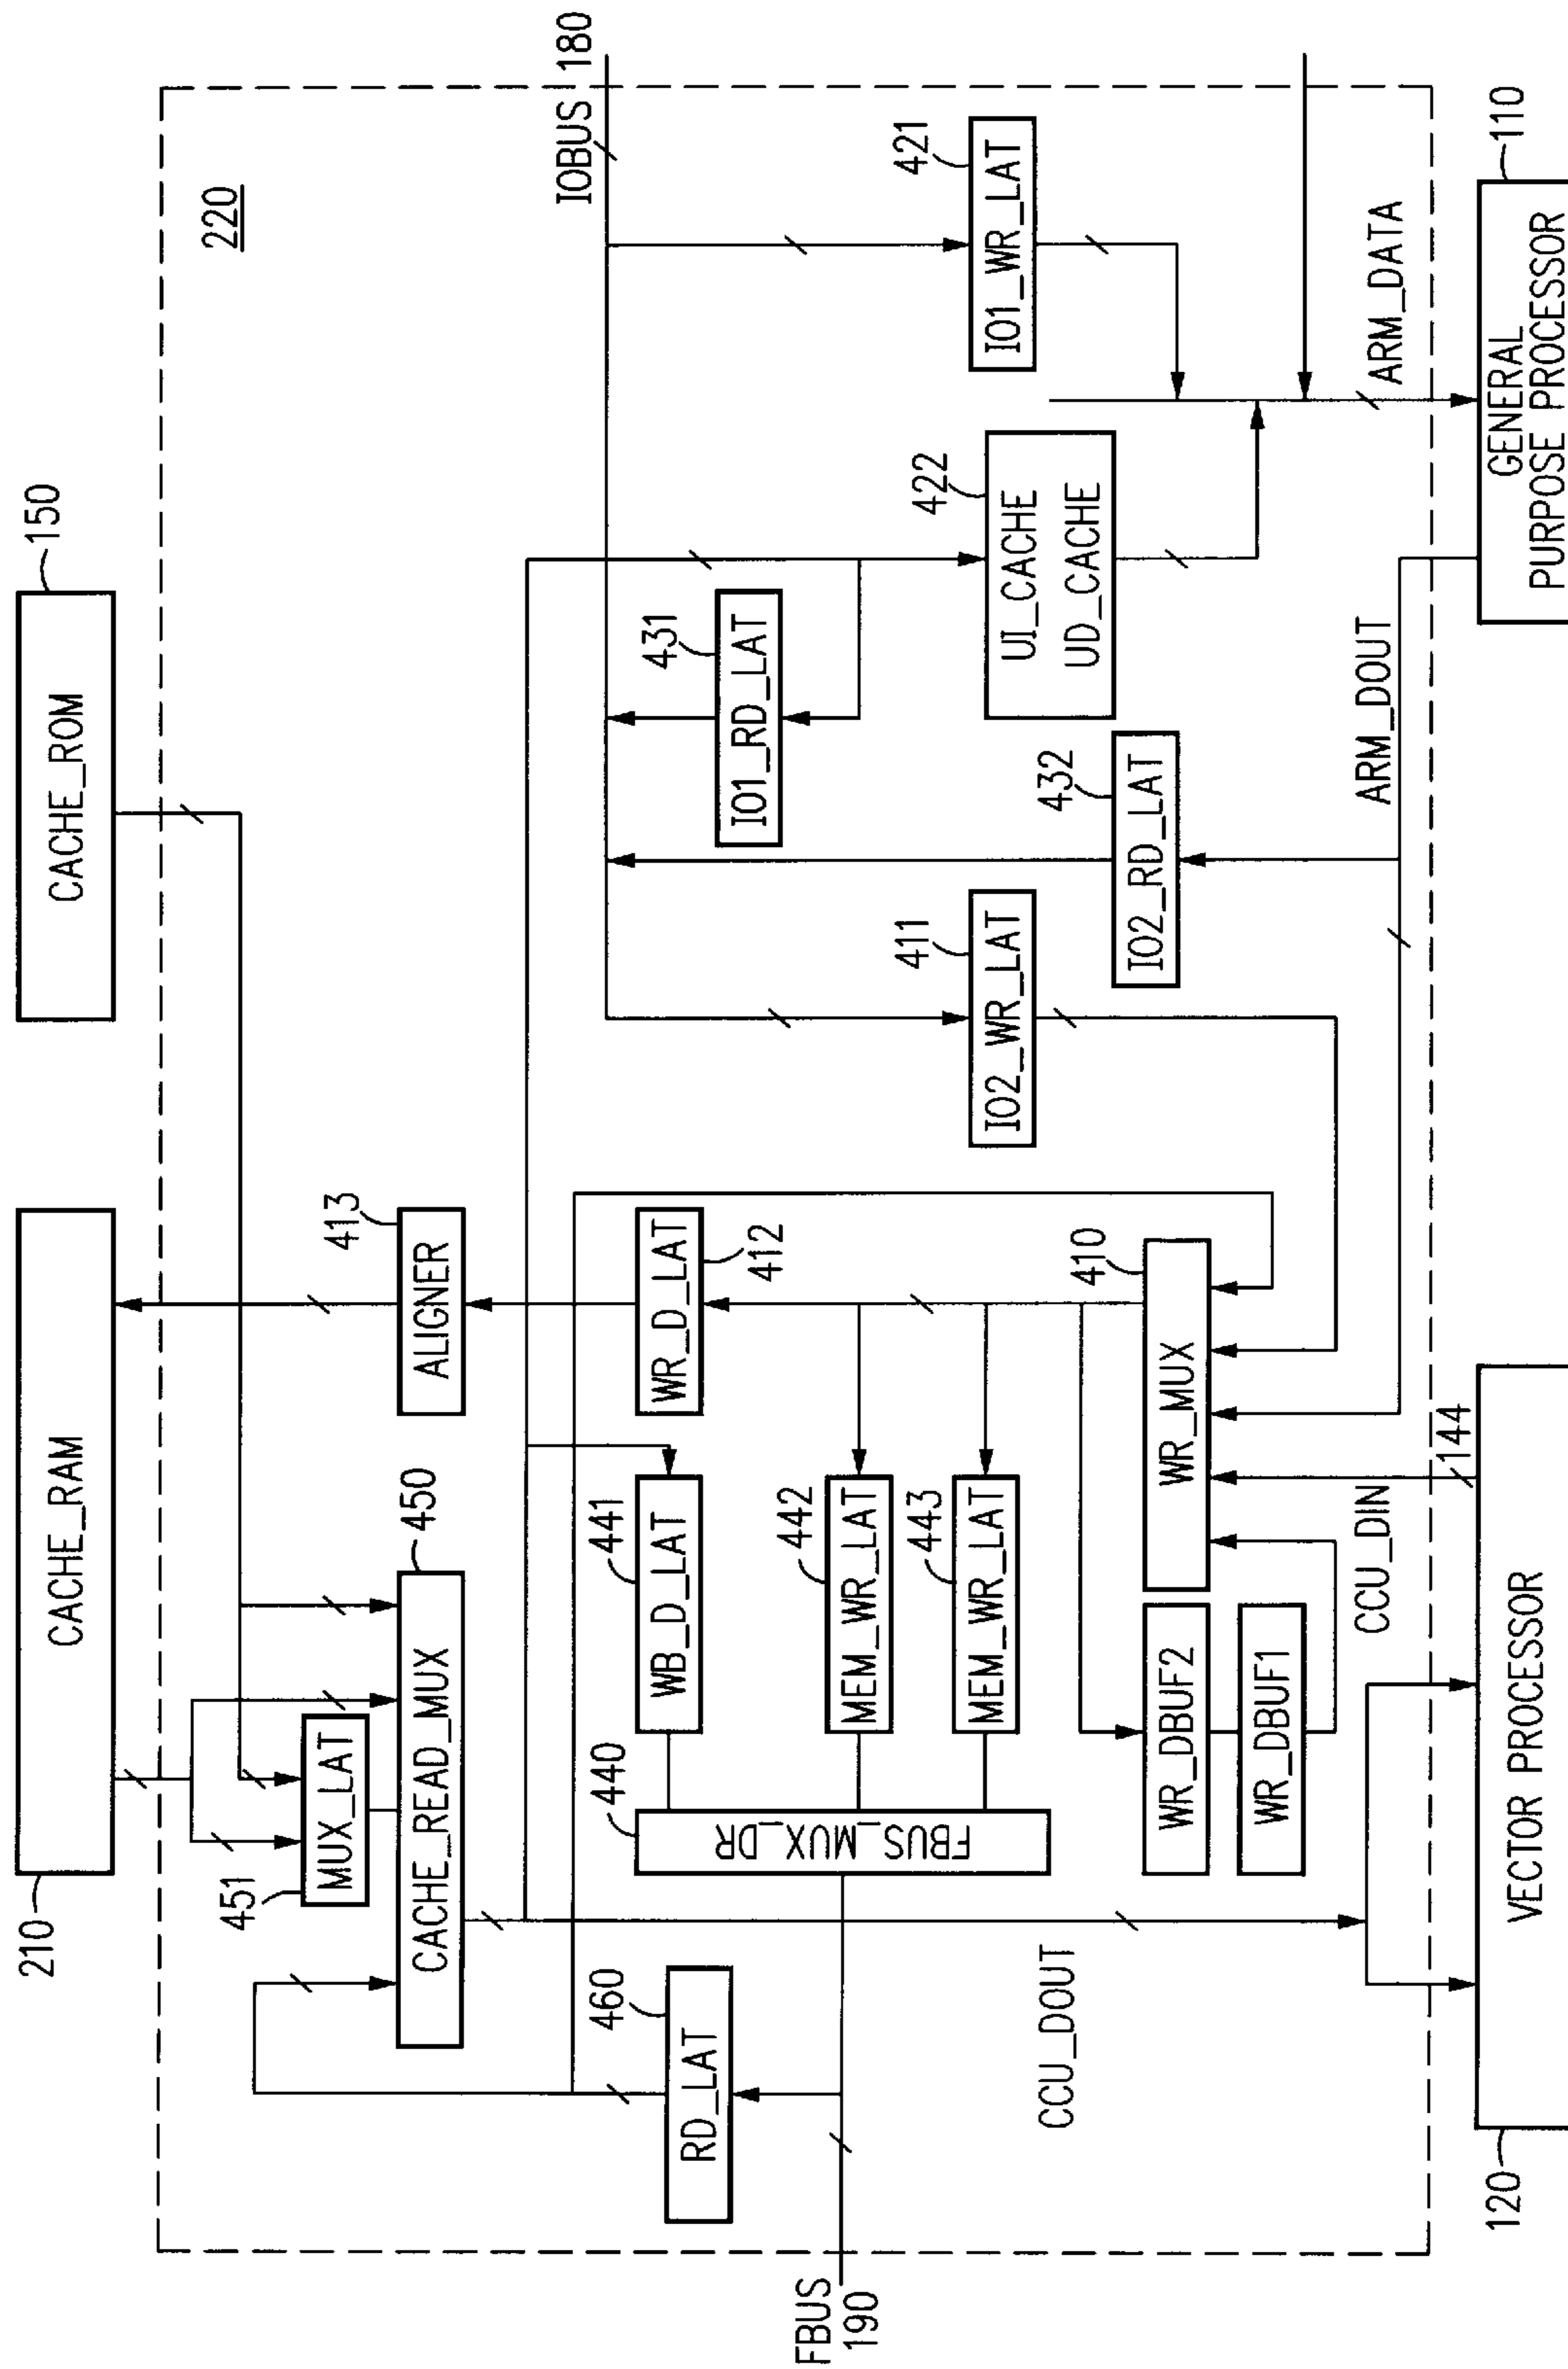 210
CACHE_RAM
CACHE_ROM
150
220
451
MUX_LAT
CACHE_READ_MUX
450
ALIGNER
413
IOBUS
180
460
RD_LAT
440
FBUS_MUX_DR
441
WB_D_LAT
WR_D_LAT
412
IO1_RD_LAT
431
442
MEM_WR_LAT
443
MEM_WR_LAT
FBUS
190
IO2_WR_LAT
411
UI_CACHE
UD_CACHE
422
IO1_WR_LAT
421
IO2_RD_LAT
432
WR_DBUF2
WR_DBUF1
WR_MUX
410
CCU_DOUT
CCU_DIN
144
ARM_DOUT
ARM_DATA
120
VECTOR PROCESSOR
GENERAL
PURPOSE PROCESSOR
110